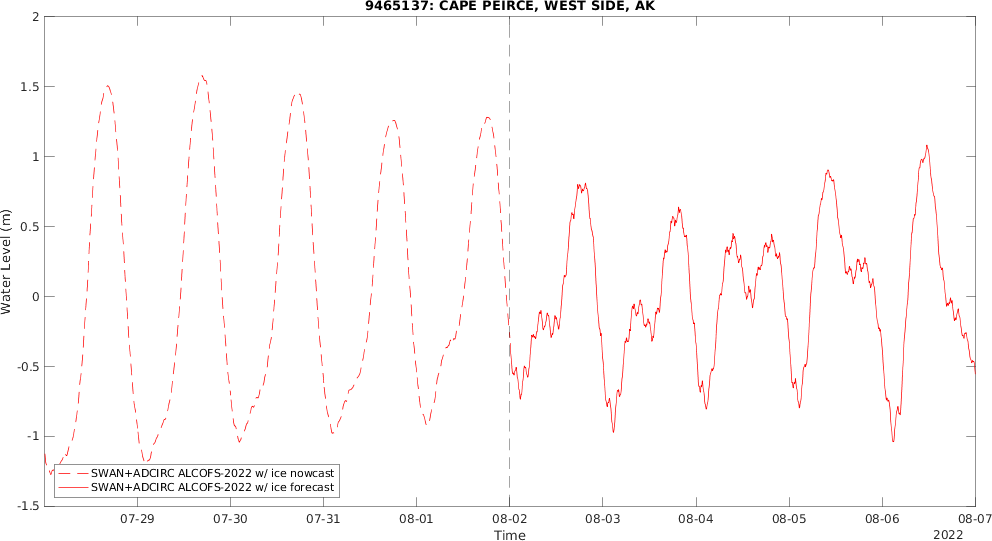 9465137: CAPE PEIRCE, WEST SIDE, AK
2
1.5
1
0.5
0
-0.5
-1
-1.5
Water Level (m)
SWAN+ADCIRC ALCOFS-2022 w/ ice nowcast
SWAN+ADCIRC ALCOFS-2022 w/ ice forecast
07-29 07-30 07-31 08-01 08-02 08-03 08-04 08-05 08-06 08-07
Time
2022